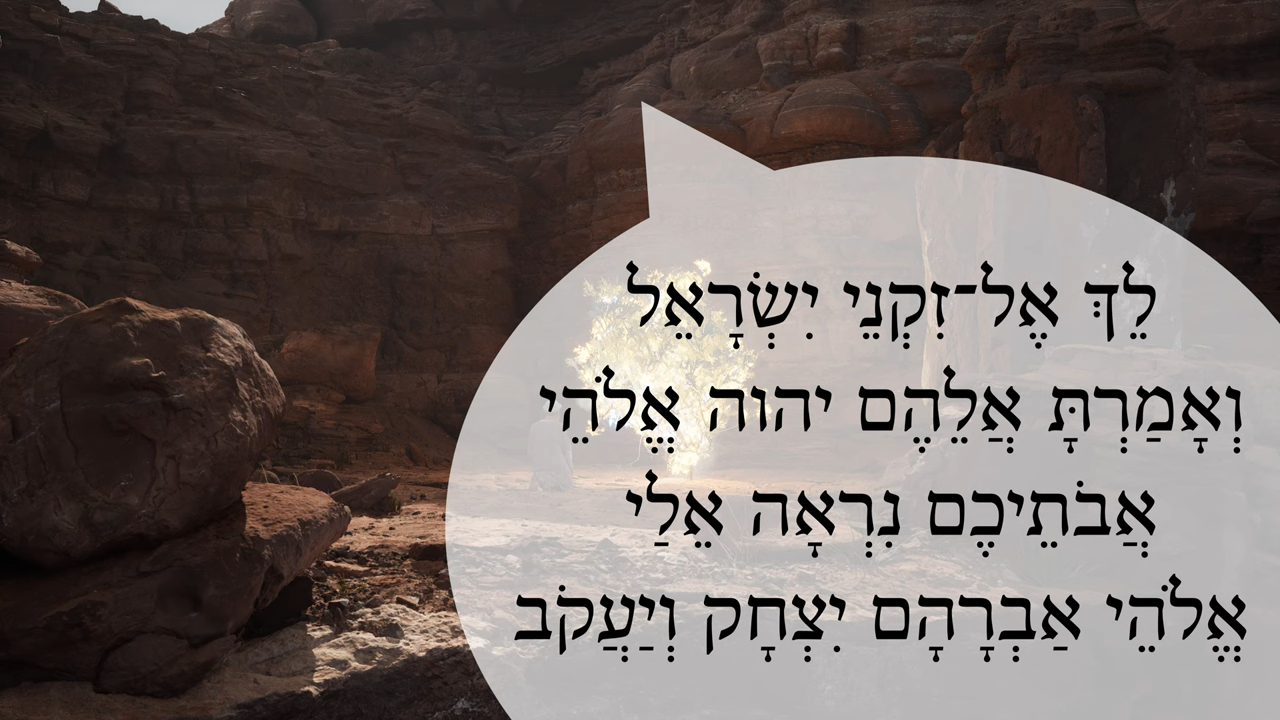 לֵךְ אֶל־זִקְנֵי יִשְׂרָאֵל
וְאָמַרְתָּ אֲלֵהֶם יהוה אֱלֹהֵי
אֲבֹתֵיכֶם נִרְאָה אֵלַי
אֱלֹהֵי אַבְרָהָם יִצְחָק וְיַעֲקֹב